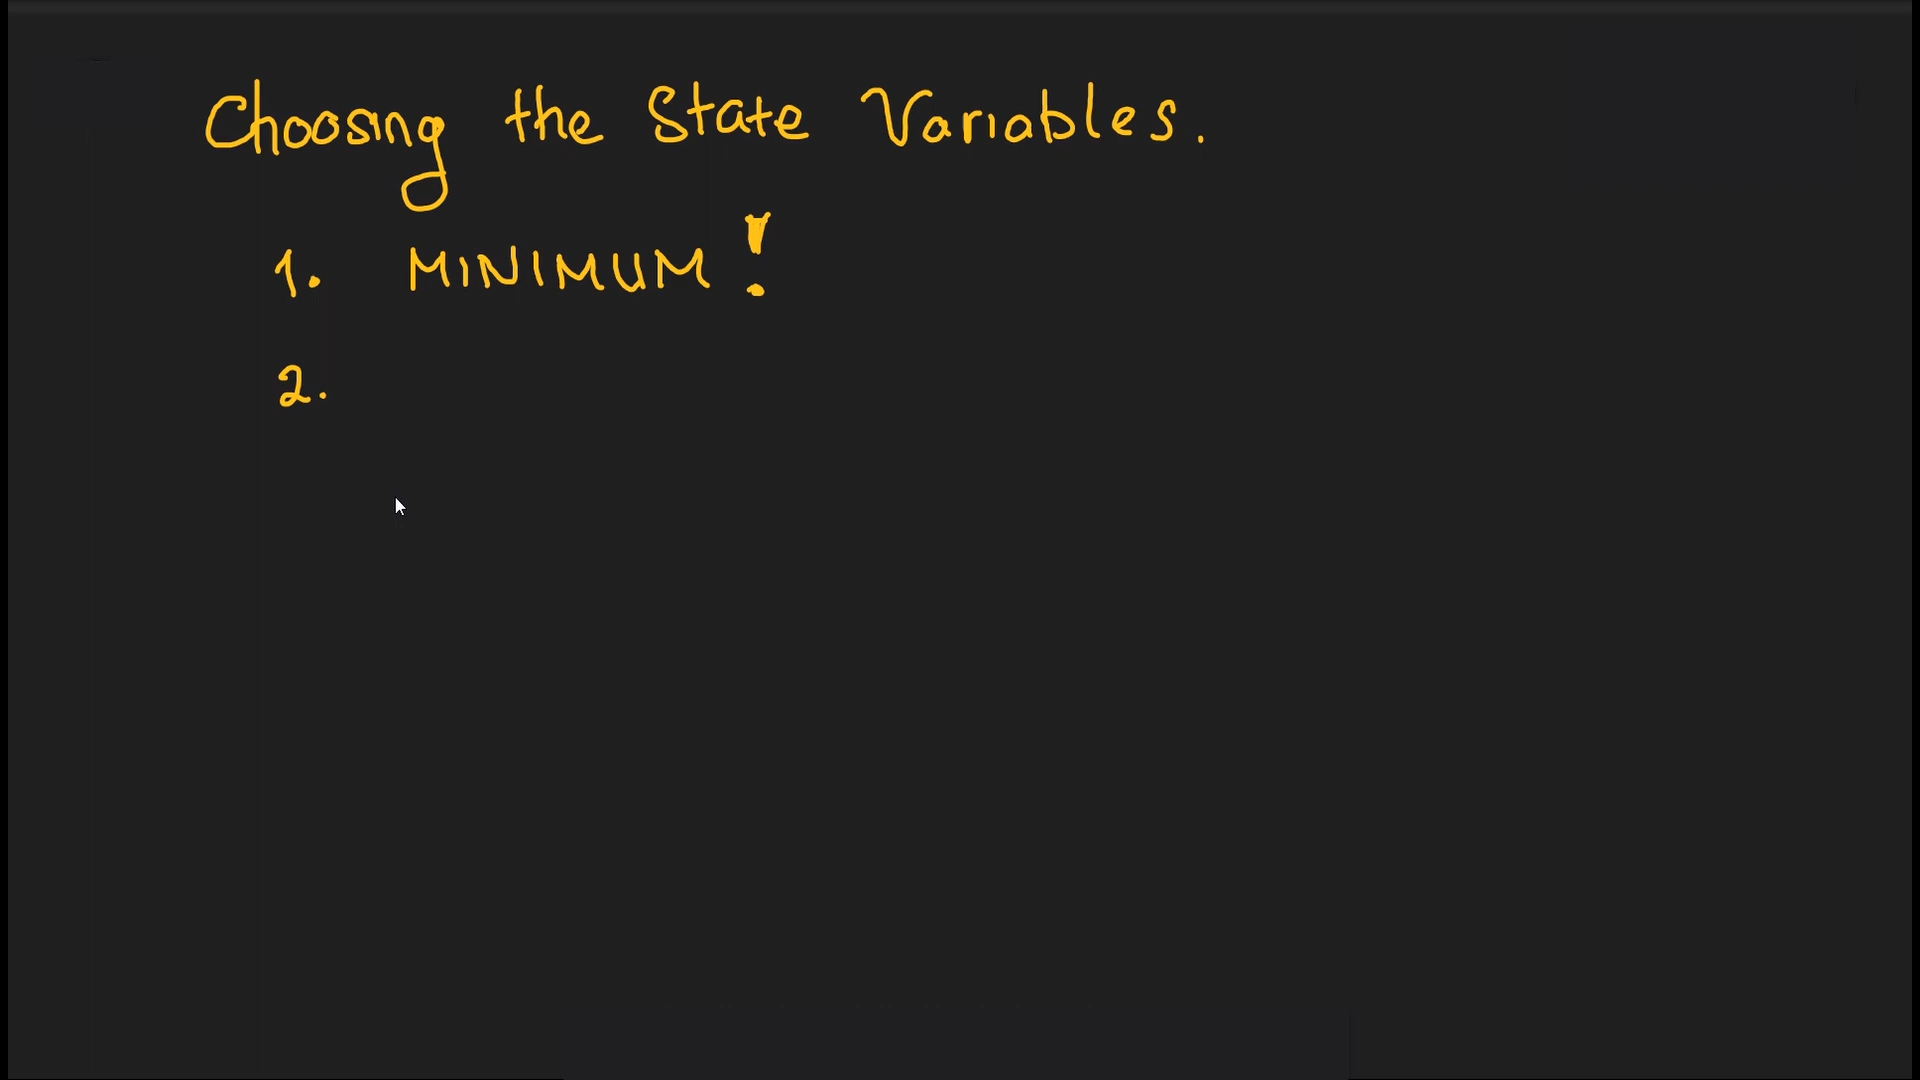 Choosing the State Variables.
1. MINIMUM!
2.